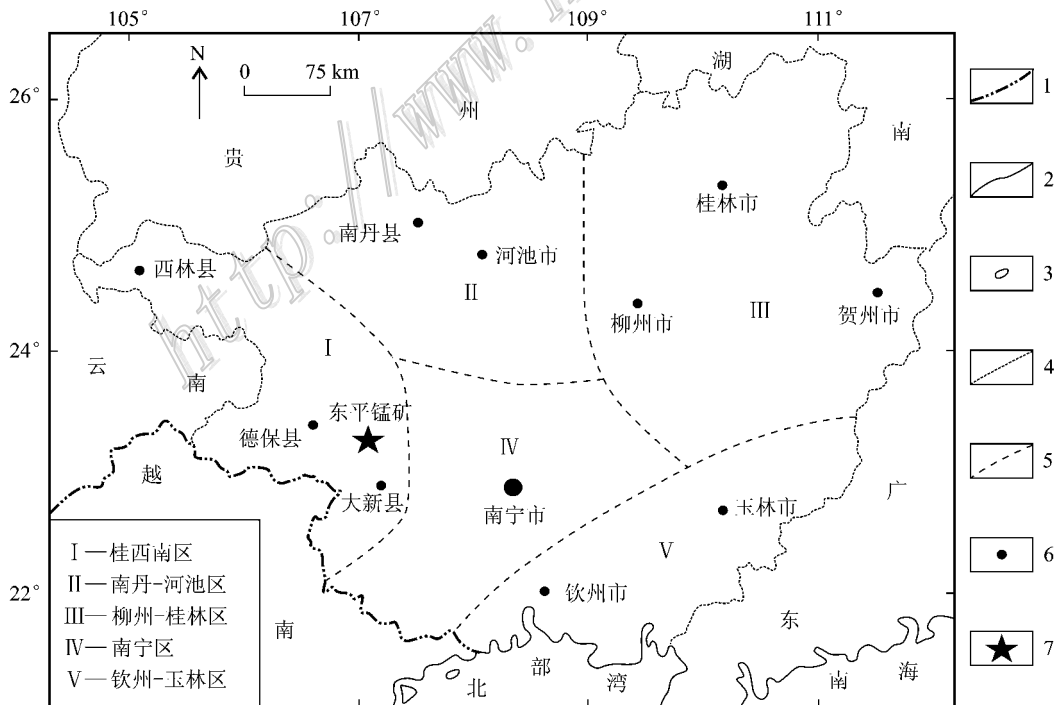 105° 107° 109° 111°
N
0 75 km
湖
26°
州
南
贵
http://www.
桂林市
南丹县
河池市
西林县
Ⅱ
贺州市
柳州市
Ⅲ
Ⅰ
24°
云
南
东平锰矿
德保县
Ⅳ
越
大新县
南宁市
玉林市
广
Ⅴ
22°
钦州市
东
南
部
北
湾
南
海
Ⅰ—桂西南区
Ⅱ—南丹-河池区
Ⅲ—柳州-桂林区
Ⅳ—南宁区
Ⅴ—钦州-玉林区
1
2
3
4
5
6
7